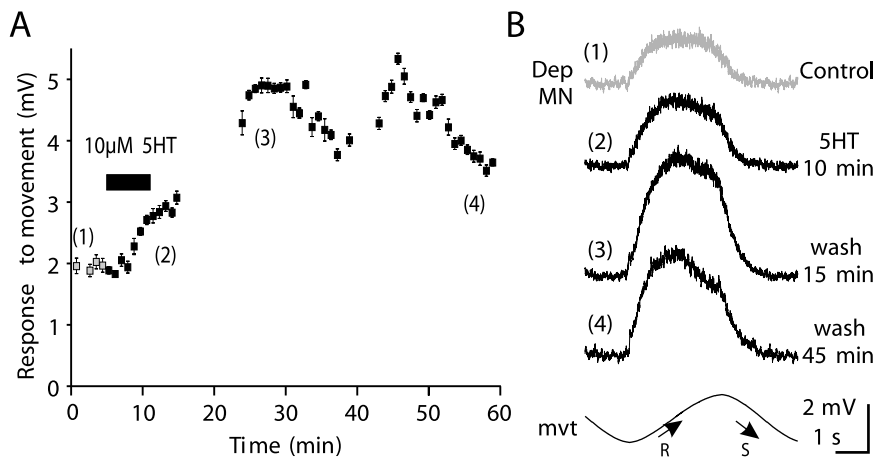 A
Response to movement (mV)
5
4
3
2
1
0
10µM 5HT
(1)
(2)
(3)
(4)
0 10 20 30 40 50 60
Time (min)
B
Dep
MN
(1)
Control
(2)
5HT
10 min
(3)
wash
15 min
(4)
wash
45 min
mvt
R
S
2 mV
1 s